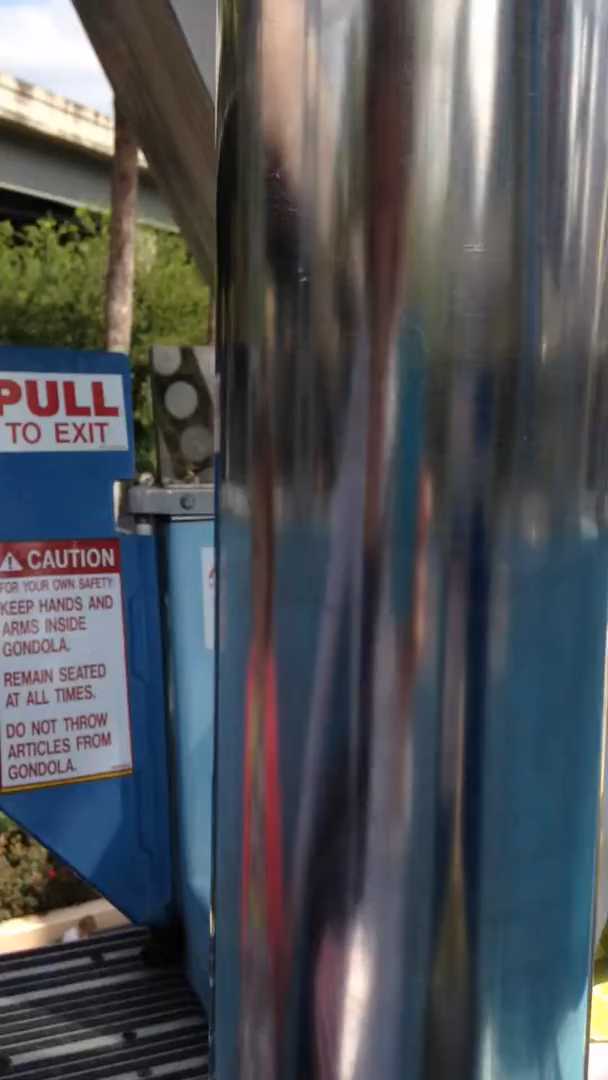 PULL
TO EXIT
CAUTION
FOR YOUR OWN SAFETY
KEEP HANDS AND
ARMS INSIDE
GONDOLA.
REMAIN SEATED
AT ALL TIMES.
DO NOT THROW
ARTICLES FROM
GONDOLA.